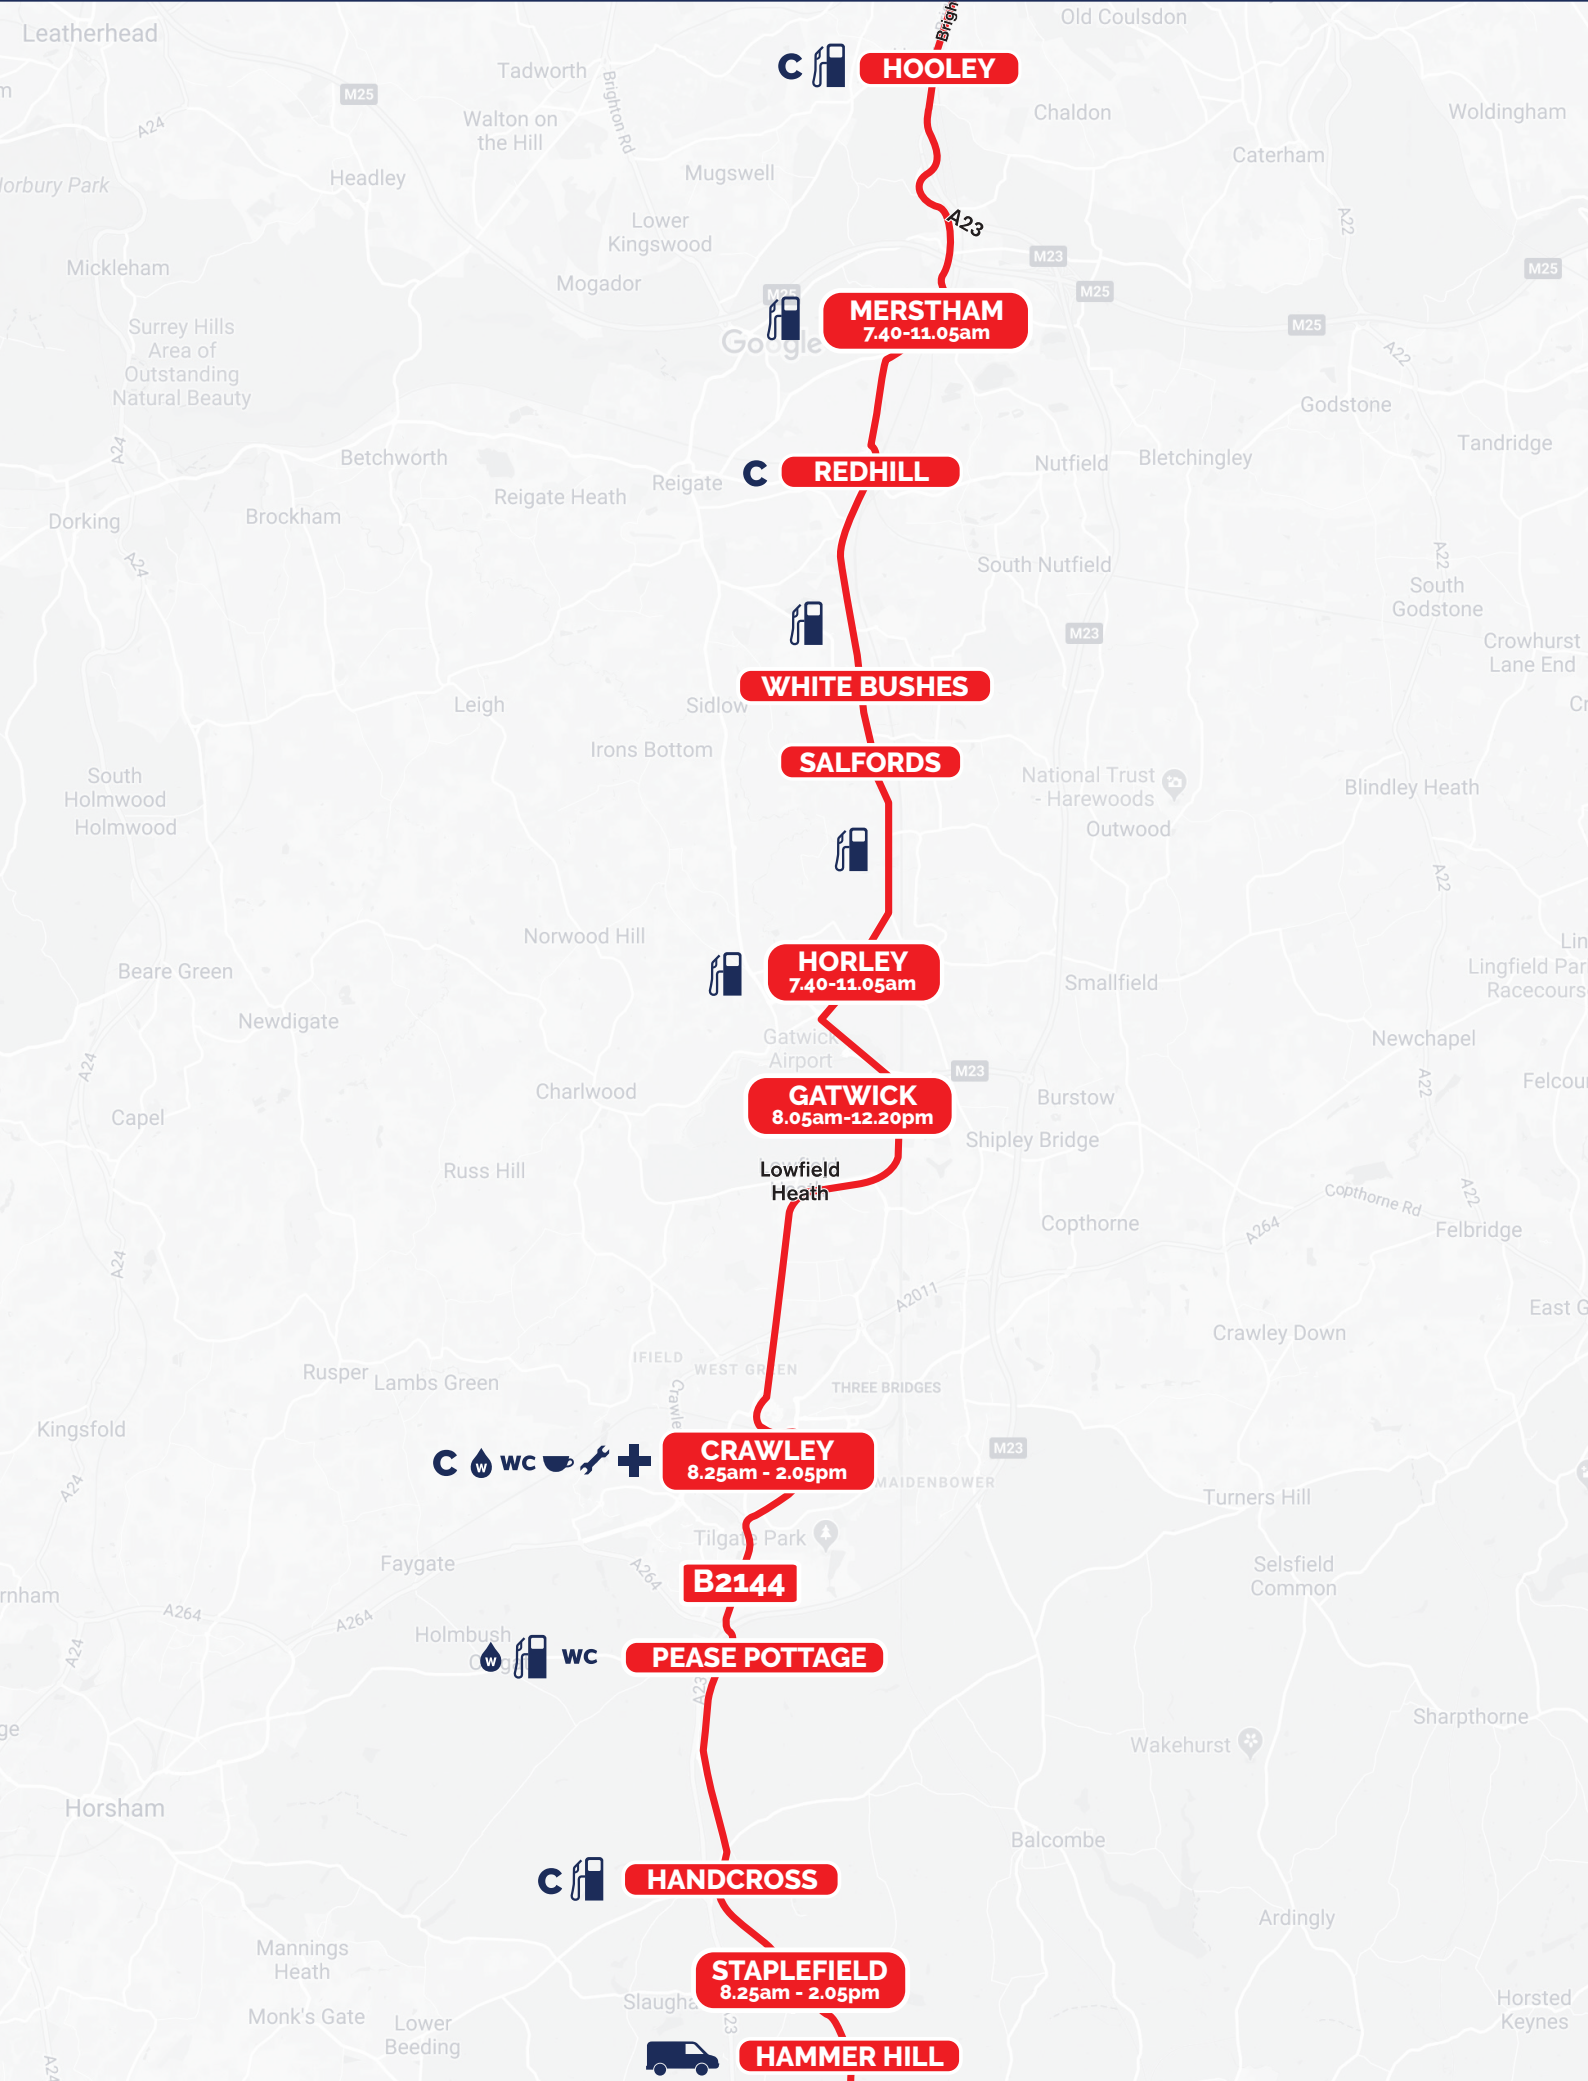 Brigh
Old Coulsdon
Leatherhead
C HOOLEY
Tadworth
Brighton Rd
M25
A24
Walton on
the Hill
Chaldon
Woldingham
Caterham
Mugswell
Headley
Lower
Kingswood
A23
A22
Mickleham
M23
M25
M25
Mogador
M25
MERSTHAM
7.40-11.05am
Google
M25
A22
Surrey Hills
Area of
Outstanding
Natural Beauty
Godstone
A24
Betchworth
Tandridge
Nutfield
Bletchingley
C REDHILL
Reigate
Reigate Heath
Dorking
Brockham
A24
South Nutfield
A22
South
Godstone
M23
Crowhurst
Lane End
WHITE BUSHES
Leigh
Sidlow
Irons Bottom
SALFORDS
South
Holmwood
Holmwood
National Trust
- Harewoods
Blindley Heath
Outwood
A22
Norwood Hill
Beare Green
HORLEY
7.40-11.05am
Smallfield
Newdigate
Gatwick
Airport
Newchapel
A24
M23
A22
Charlwood
GATWICK
8.05am-12.20pm
Burstow
Capel
Shipley Bridge
Lowfield
Heath
Russ Hill
Copthorne Rd
A22
Copthorne
A264
Felbridge
A24
A2011
East G
Crawley Down
IFIELD
WEST GREEN
THREE BRIDGES
Rusper
Lambs Green
Crawle
Kingsfold
C W WC CRAWLEY
8.25am - 2.05pm
M23
MAIDENBOWER
A24
Turners Hill
Tilgate Park
Faygate
A264
B2144
Selsfield
Common
A264
A264
Holmbush
A24
W WC PEASE POTTAGE
A23
Sharpthorne
Wakehurst
Horsham
Balcombe
C HANDCROSS
Ardingly
Mannings
Heath
STAPLEFIELD
8.25am - 2.05pm
Monk's Gate
Lower
Beeding
Horsted
Keynes
HAMMER HILL